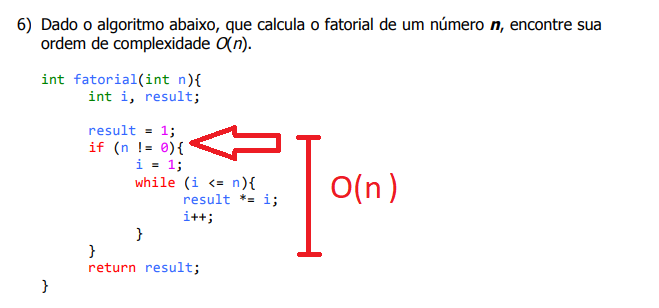 6) Dado o algoritmo abaixo, que calcula o fatorial de um número n, encontre sua
ordem de complexidade O(n).
int fatorial(int n){
int i, result;
result = 1;
if (n != 0){
i = 1;
while (i <= n){
result *= i;
i++;
}
}
return result;
}
O(n)